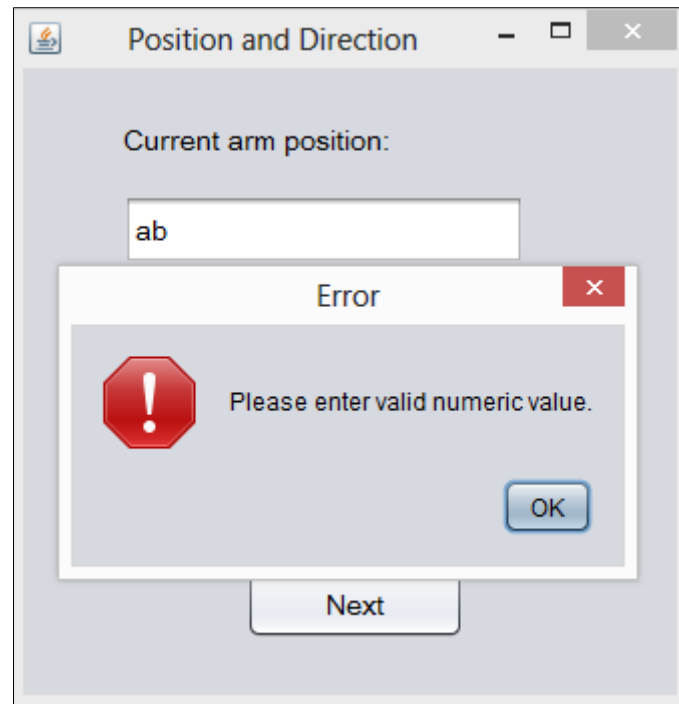 Position and Direction
Current arm position:
ab
Error
Please enter valid numeric value.
OK
Next